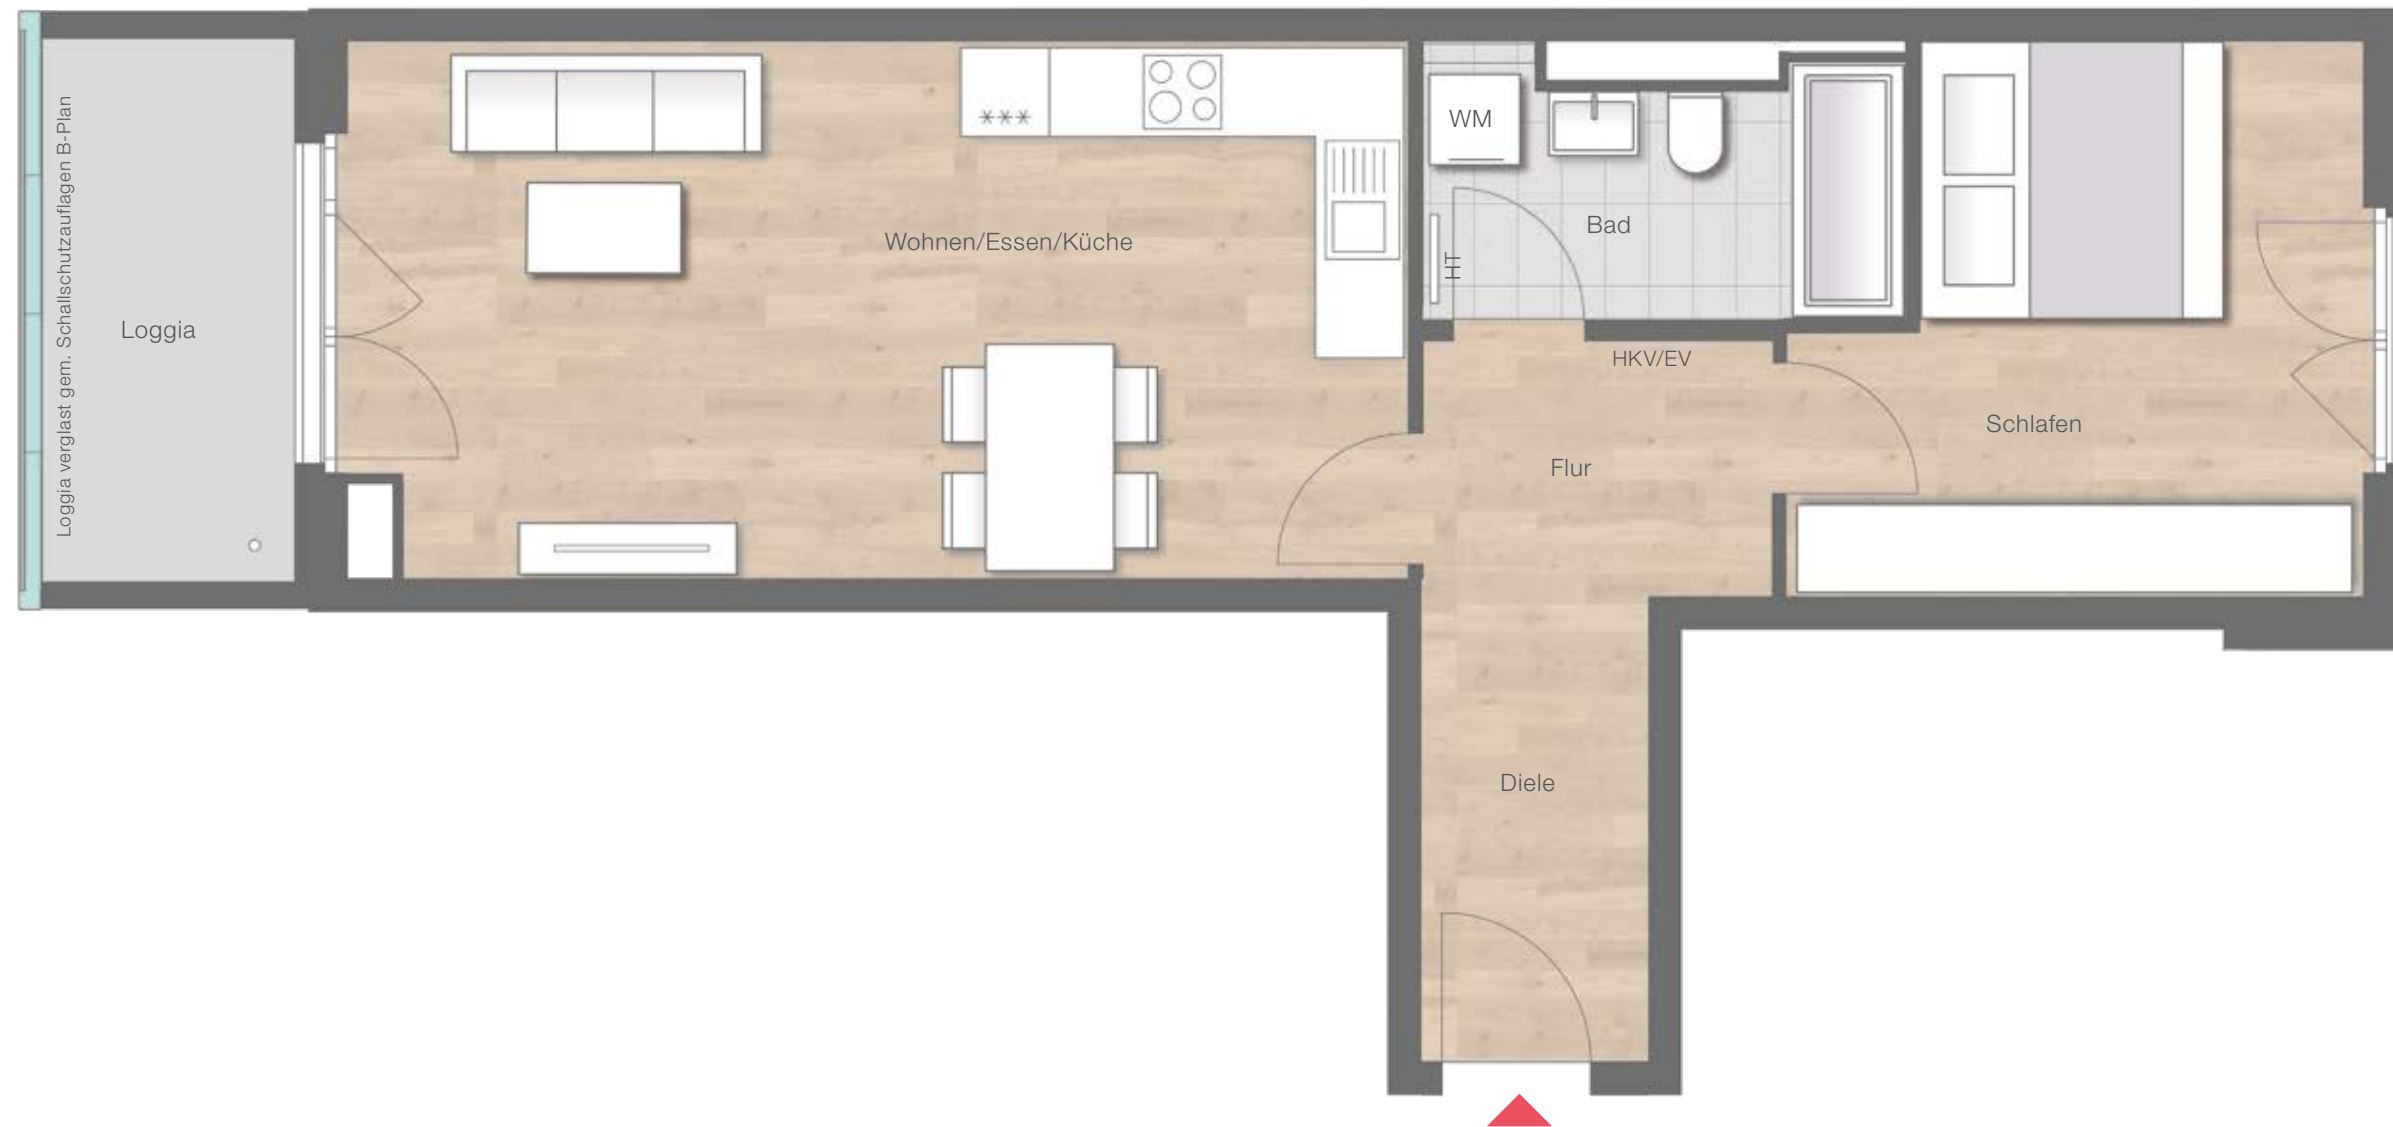 Loggia verglast gem. Schallschutzauflagen B-Plan
Loggia
Wohnen/Essen/Küche
***
WM
HT
Bad
HKV/EV
Flur
Schlafen
Diele